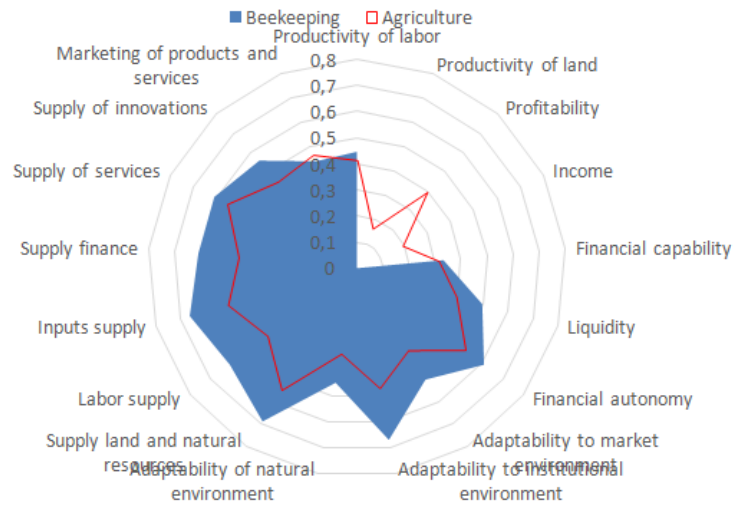 Beekeeping Agriculture
Productivity of labor
Productivity of land
Profitability
Income
Financial capability
Liquidity
Financial autonomy
Adaptability to market
environment
Adaptability to institutional
environment
Adaptability of natural
environment
Supply land and natural
resources
Labor supply
Inputs supply
Supply finance
Supply of services
Supply of innovations
Marketing of products and
services
0,8
0,7
0,6
0,5
0,4
0,3
0,2
0,1
0